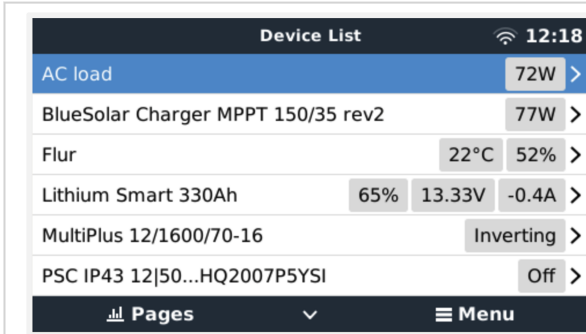 Device List 12:18
AC load 72W
BlueSolar Charger MPPT 150/35 rev2 77W
Flur 22°C 52%
Lithium Smart 330Ah 65% 13.33V -0.4A
MultiPlus 12/1600/70-16 Inverting
PSC IP43 12|50...HQ2007P5YSI Off
Pages Menu